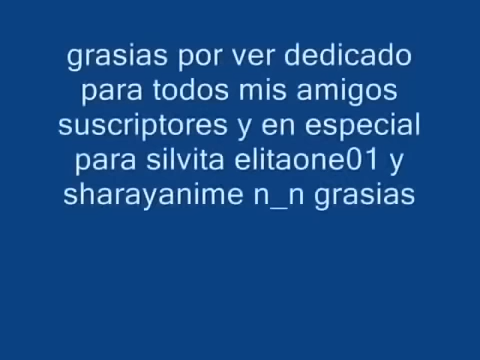 grasias por ver dedicado
para todos mis amigos
suscriptores y en especial
para silvita elitaone01 y
sharayanime n_n grasias